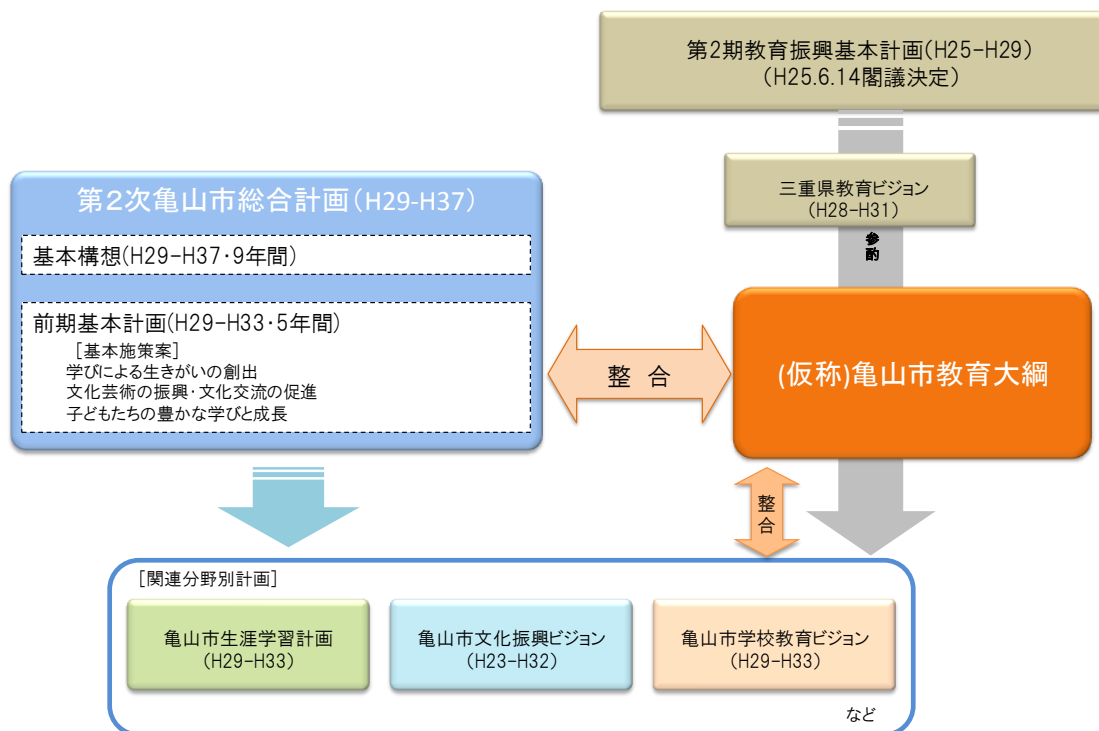 第2期教育振興基本計画(H25-H29)
(H25.6.14閣議決定)
三重県教育ビジョン
(H28-H31)
参酌
第2次亀山市総合計画(H29-H37)
基本構想(H29-H37・9年間)
前期基本計画(H29-H33・5年間)
[基本施策案]
学びによる生きがいの創出
文化芸術の振興・文化交流の促進
子どもたちの豊かな学びと成長
整 合
(仮称)亀山市教育大綱
整合
[関連分野別計画]
亀山市生涯学習計画
(H29-H33)
亀山市文化振興ビジョン
(H23-H32)
亀山市学校教育ビジョン
(H29-H33)
など